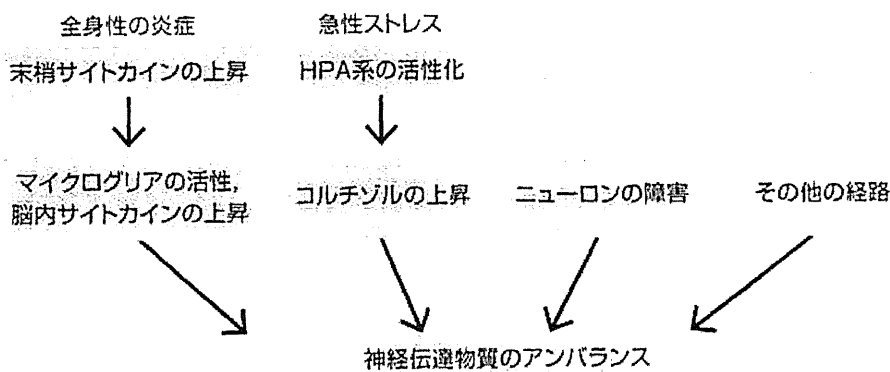 全身性の炎症
末梢サイトカインの上昇
急性ストレス
HPA系の活性化
マイクログリアの活性,
脳内サイトカインの上昇
コルチゾルの上昇
ニューロンの障害
その他の経路
神経伝達物質のアンバランス